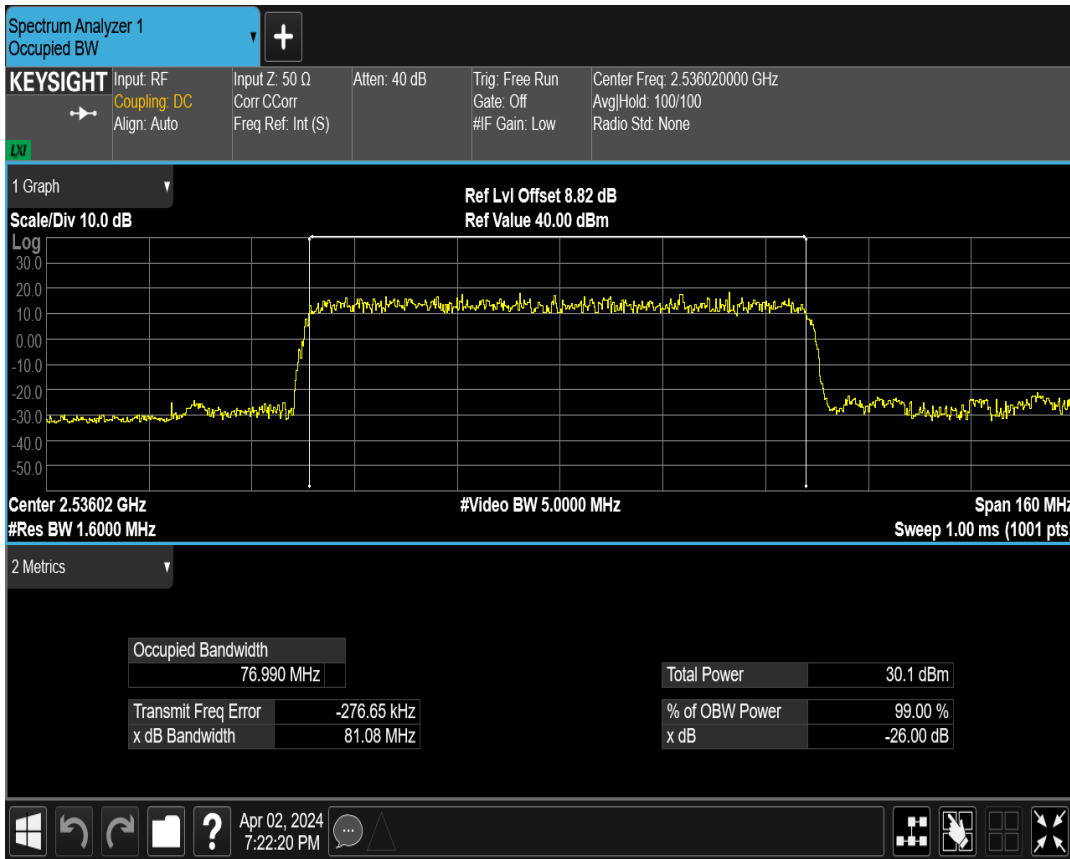 Spectrum Analyzer 1
Occupied BW
+
KEYSIGHT
LXI
Input: RF
Coupling: DC
Align: Auto
Input Z: 50 Ω
Corr CCorr
Freq Ref: Int (S)
Atten: 40 dB
Trig: Free Run
Gate: Off
#IF Gain: Low
Center Freq: 2.536020000 GHz
Avg|Hold: 100/100
Radio Std: None
1 Graph
Scale/Div 10.0 dB
Ref Lvl Offset 8.82 dB
Ref Value 40.00 dBm
Log
30.0
20.0
10.0
0.00
-10.0
-20.0
-30.0
-40.0
-50.0
Center 2.53602 GHz
#Video BW 5.0000 MHz
Span 160 MHz
#Res BW 1.6000 MHz
Sweep 1.00 ms (1001 pts)
2 Metrics
Occupied Bandwidth
76.990 MHz
Transmit Freq Error -276.65 kHz
x dB Bandwidth 81.08 MHz
Total Power 30.1 dBm
% of OBW Power 99.00 %
x dB -26.00 dB
?
Apr 02, 2024
7:22:20 PM